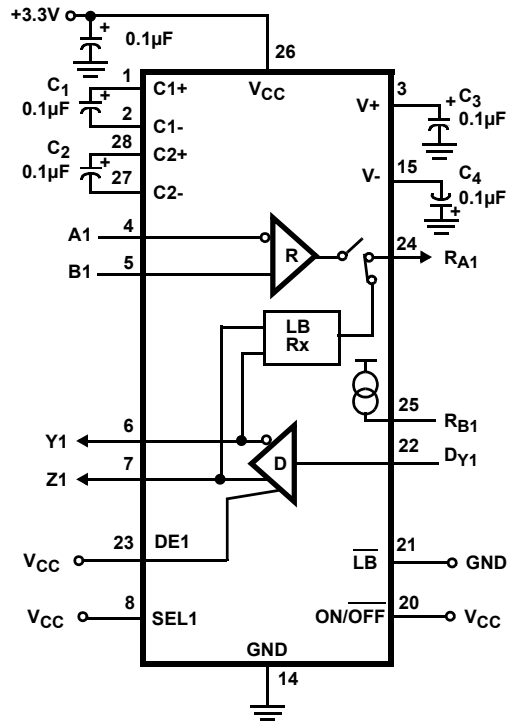 +3.3V
0.1µF
26
VCC
1
C1+
C1
0.1µF
2
C1-
28
C2+
C2
0.1µF
27
C2-
3
V+
C3
0.1µF
15
V-
C4
0.1µF
A1
4
R
24
RA1
B1
5
LB
Rx
25
RB1
Y1
6
22
DY1
D
Z1
7
VCC
23
DE1
21
LB
GND
VCC
8
SEL1
20
ON/OFF
VCC
GND
14
+
+
+
+
+